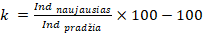 k = Ind naujausias / Ind pradžia × 100 − 100